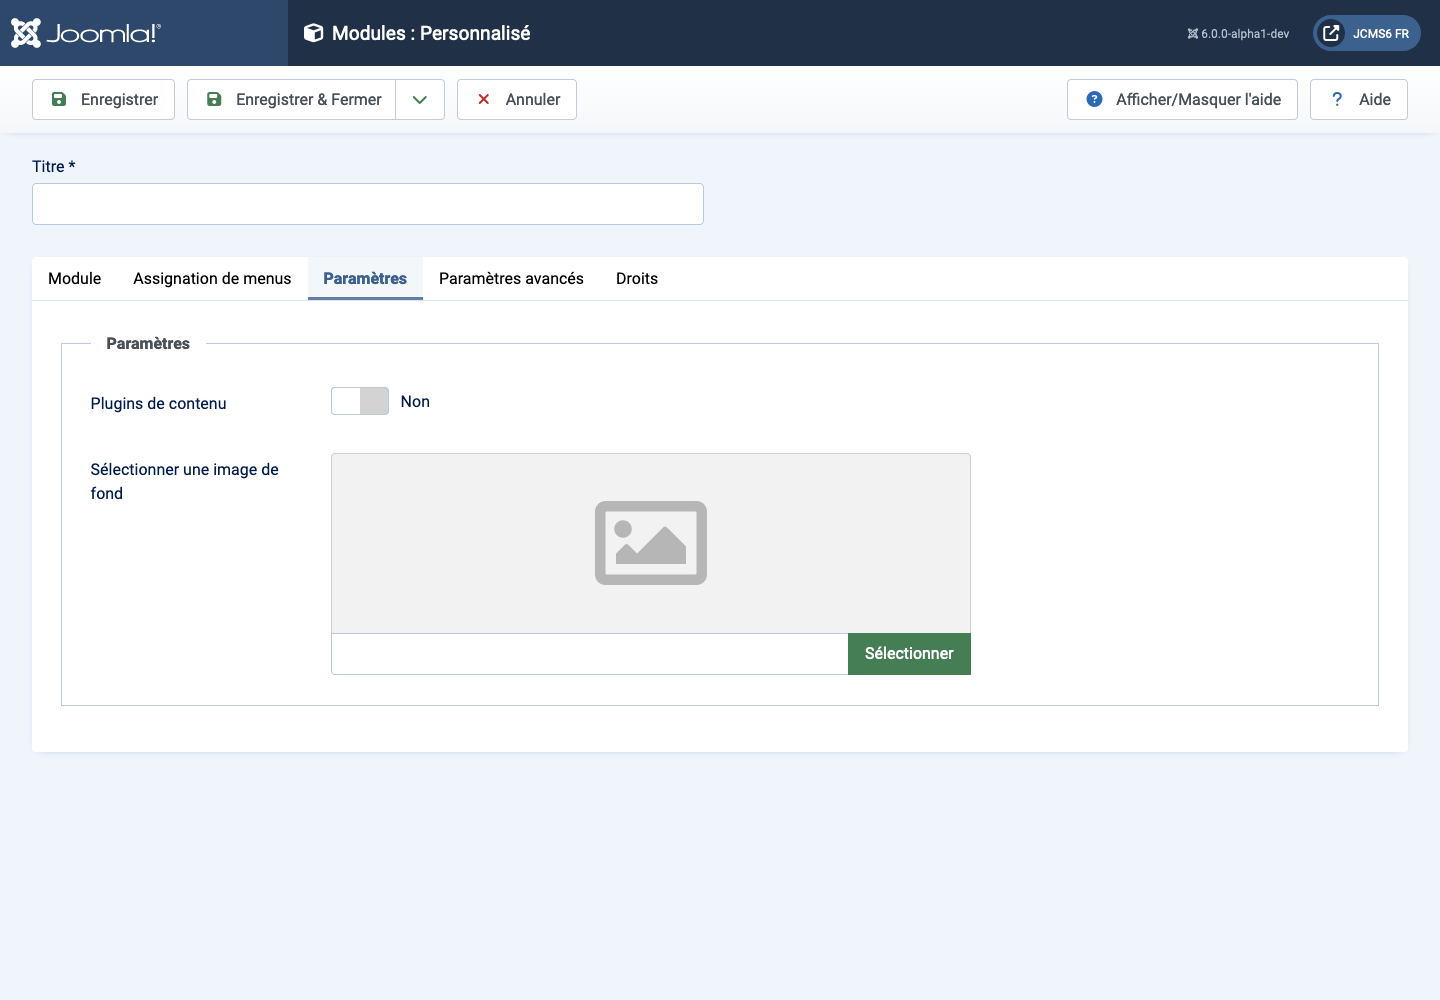 Joomla!®
Modules : Personnalisé
6.0.0-alpha1-dev
JCMS6 FR
Enregistrer
Enregistrer & Fermer
Annuler
Afficher/Masquer l'aide
? Aide
Titre *
Module
Assignation de menus
Paramètres
Paramètres avancés
Droits
Paramètres
Plugins de contenu
Non
Sélectionner une image de
fond
Sélectionner